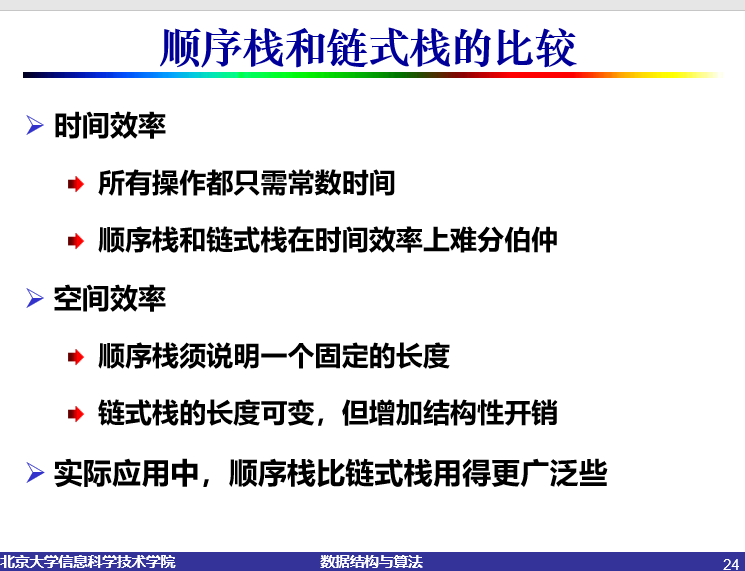 顺序栈和链式栈的比较
时间效率
所有操作都只需常数时间
顺序栈和链式栈在时间效率上难分伯仲
空间效率
顺序栈须说明一个固定的长度
链式栈的长度可变，但增加结构性开销
实际应用中，顺序栈比链式栈用得更广泛些
北京大学信息科学技术学院 数据结构与算法 24